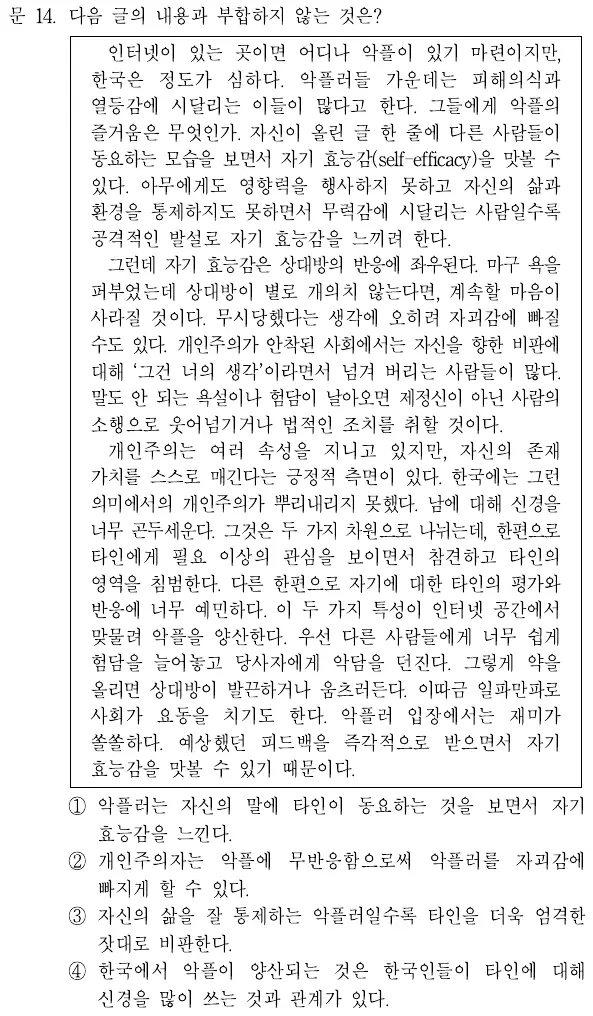 문 14. 다음 글의 내용과 부합하지 않는 것은?
인터넷이 있는 곳이면 어디나 악플이 있기 마련이지만,
한국은 정도가 심하다. 악플러들 가운데는 피해의식과
열등감에 시달리는 이들이 많다고 한다. 그들에게 악플의
즐거움은 무엇인가. 자신이 올린 글 한 줄에 다른 사람들이
동요하는 모습을 보면서 자기 효능감(self-efficacy)을 맛볼 수
있다. 아무에게도 영향력을 행사하지 못하고 자신의 삶과
환경을 통제하지도 못하면서 무력감에 시달리는 사람일수록
공격적인 발설로 자기 효능감을 느끼려 한다.
그런데 자기 효능감은 상대방의 반응에 좌우된다. 마구 욕을
퍼부었는데 상대방이 별로 개의치 않는다면, 계속할 마음이
사라질 것이다. 무시당했다는 생각에 오히려 자괴감에 빠질
수도 있다. 개인주의가 안착된 사회에서는 자신을 향한 비판에
대해 ‘그건 너의 생각’이라면서 넘겨 버리는 사람들이 많다.
말도 안 되는 욕설이나 험담이 날아오면 제정신이 아닌 사람의
소행으로 웃어넘기거나 법적인 조치를 취할 것이다.
개인주의는 여러 속성을 지니고 있지만, 자신의 존재
가치를 스스로 매긴다는 긍정적 측면이 있다. 한국에는 그런
의미에서의 개인주의가 뿌리내리지 못했다. 남에 대해 신경을
너무 곤두세운다. 그것은 두 가지 차원으로 나뉘는데, 한편으로
타인에게 필요 이상의 관심을 보이면서 참견하고 타인의
영역을 침범한다. 다른 한편으로 자기에 대한 타인의 평가와
반응에 너무 예민하다. 이 두 가지 특성이 인터넷 공간에서
맞물려 악플을 양산한다. 우선 다른 사람들에게 너무 쉽게
험담을 늘어놓고 당사자에게 악담을 던진다. 그렇게 약을
올리면 상대방이 발끈하거나 움츠러든다. 이따금 일파만파로
사회가 요동을 치기도 한다. 악플러 입장에서는 재미가
쏠쏠하다. 예상했던 피드백을 즉각적으로 받으면서 자기
효능감을 맛볼 수 있기 때문이다.
① 악플러는 자신의 말에 타인이 동요하는 것을 보면서 자기
효능감을 느낀다.
② 개인주의자는 악플에 무반응함으로써 악플러를 자괴감에
빠지게 할 수 있다.
③ 자신의 삶을 잘 통제하는 악플러일수록 타인을 더욱 엄격한
잣대로 비판한다.
④ 한국에서 악플이 양산되는 것은 한국인들이 타인에 대해
신경을 많이 쓰는 것과 관계가 있다.